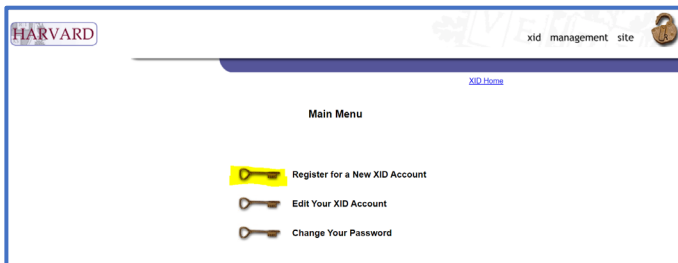 HARVARD
xid management site
XID Home
Main Menu
Register for a New XID Account
Edit Your XID Account
Change Your Password